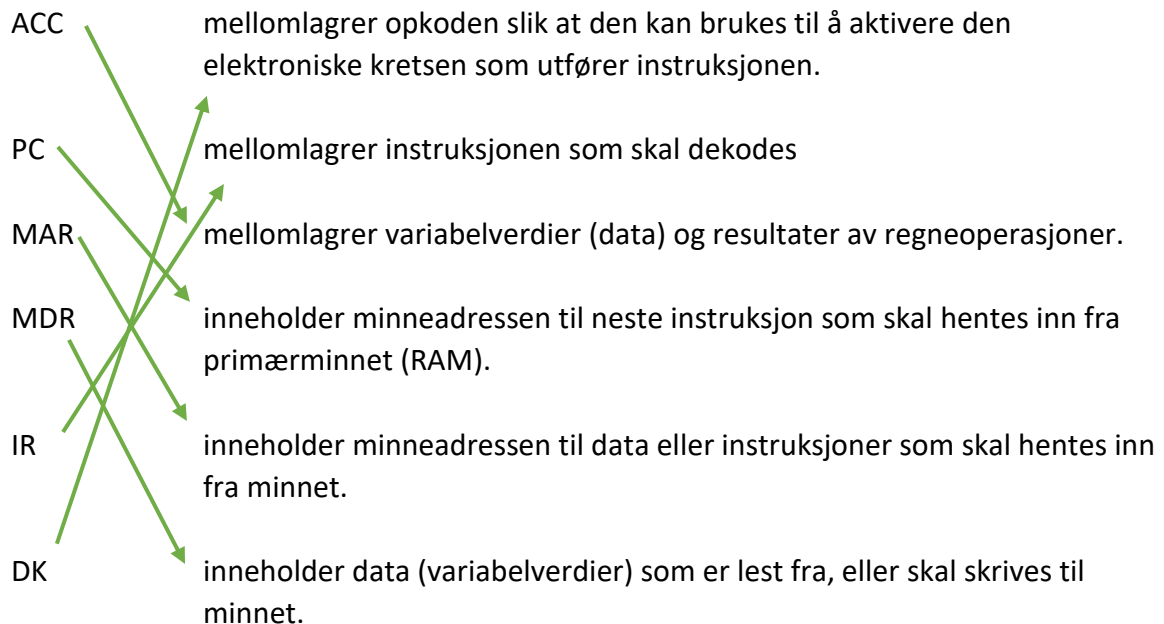 ACC mellomlagrer opkoden slik at den kan brukes til å aktivere den
elektroniske kretsen som utfører instruksjonen.
PC mellomlagrer instruksjonen som skal dekodes
MAR mellomlagrer variabelverdier (data) og resultater av regneoperasjoner.
MDR inneholder minneadressen til neste instruksjon som skal hentes inn fra
primærminnet (RAM).
IR inneholder minneadressen til data eller instruksjoner som skal hentes inn
fra minnet.
DK inneholder data (variabelverdier) som er lest fra, eller skal skrives til
minnet.